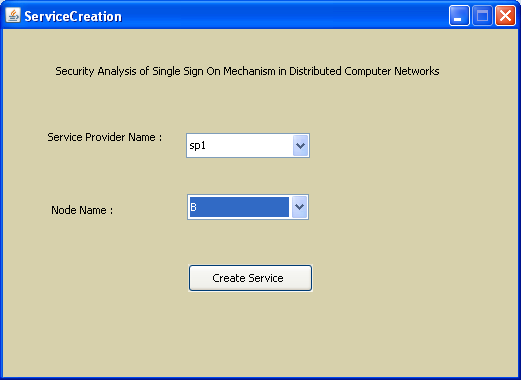 ServiceCreation
Security Analysis of Single Sign On Mechanism in Distributed Computer Networks
Service Provider Name :
sp1
Node Name :
B
Create Service